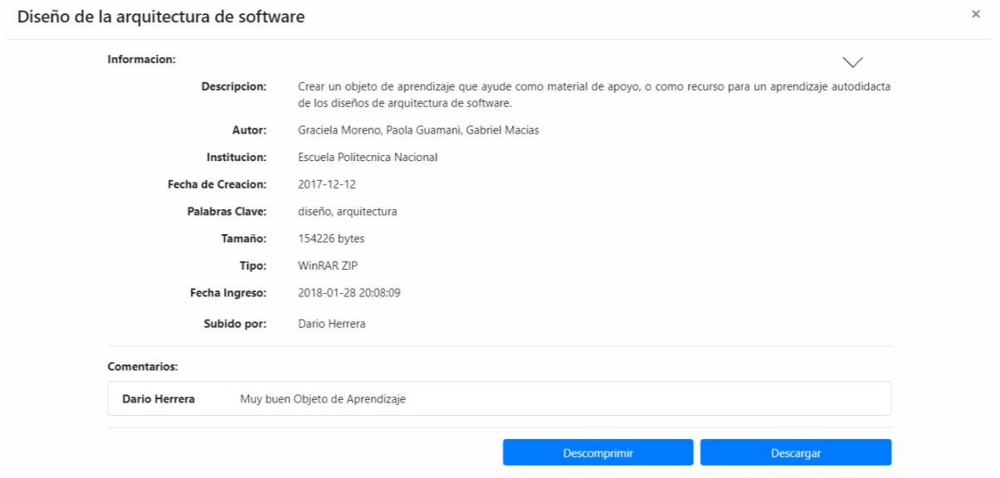 Diseño de la arquitectura de software
×
Informacion:
Descripcion: Crear un objeto de aprendizaje que ayude como material de apoyo, o como recurso para un aprendizaje autodidacta
de los diseños de arquitectura de software.
Autor: Graciela Moreno, Paola Guamani, Gabriel Macias
Institucion: Escuela Politecnica Nacional
Fecha de Creacion: 2017-12-12
Palabras Clave: diseño, arquitectura
Tamaño: 154226 bytes
Tipo: WinRAR ZIP
Fecha Ingreso: 2018-01-28 20:08:09
Subido por: Dario Herrera
Comentarios:
Dario Herrera Muy buen Objeto de Aprendizaje
Descomprimir Descargar